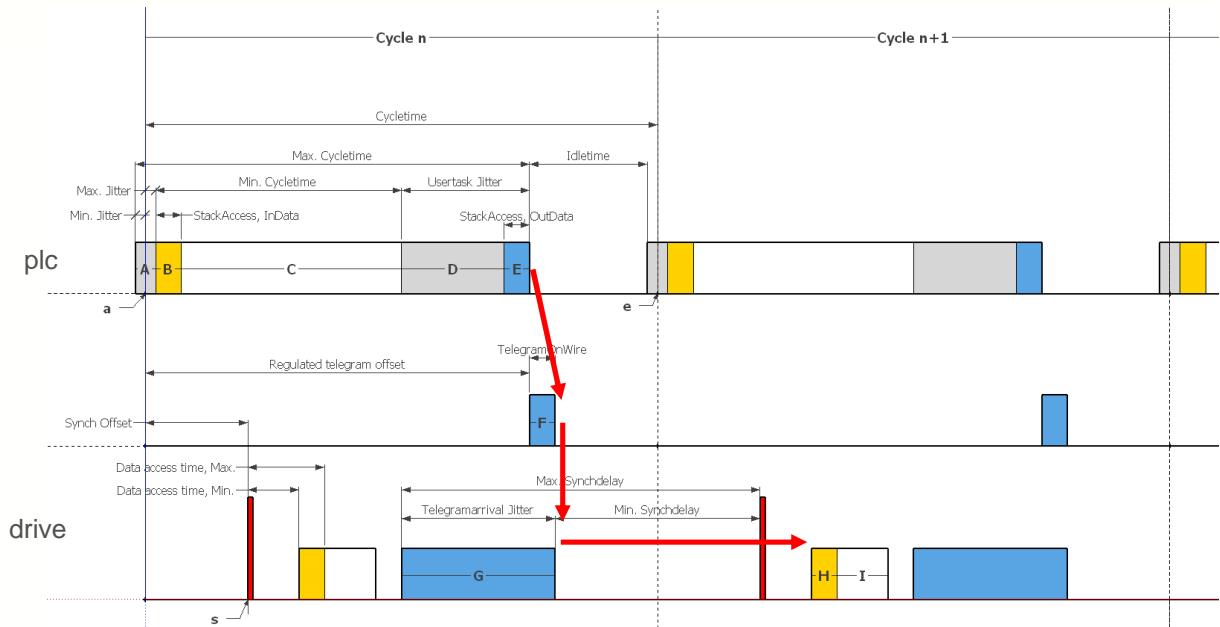 Cycle n
Cycle n+1
Cycletime
Max. Cycletime
Idletime
Max. Jitter
Min. Cycletime
Usertask Jitter
Min. Jitter
StackAccess, InData
StackAccess, OutData
plc
A
B
C
D
E
a
e
TelegramOnWire
Regulated telegram offset
Synch Offset
F
Data access time, Max.
Max. Synchdelay
Data access time, Min.
Telegramarrival Jitter
Min. Synchdelay
drive
G
H
I
s